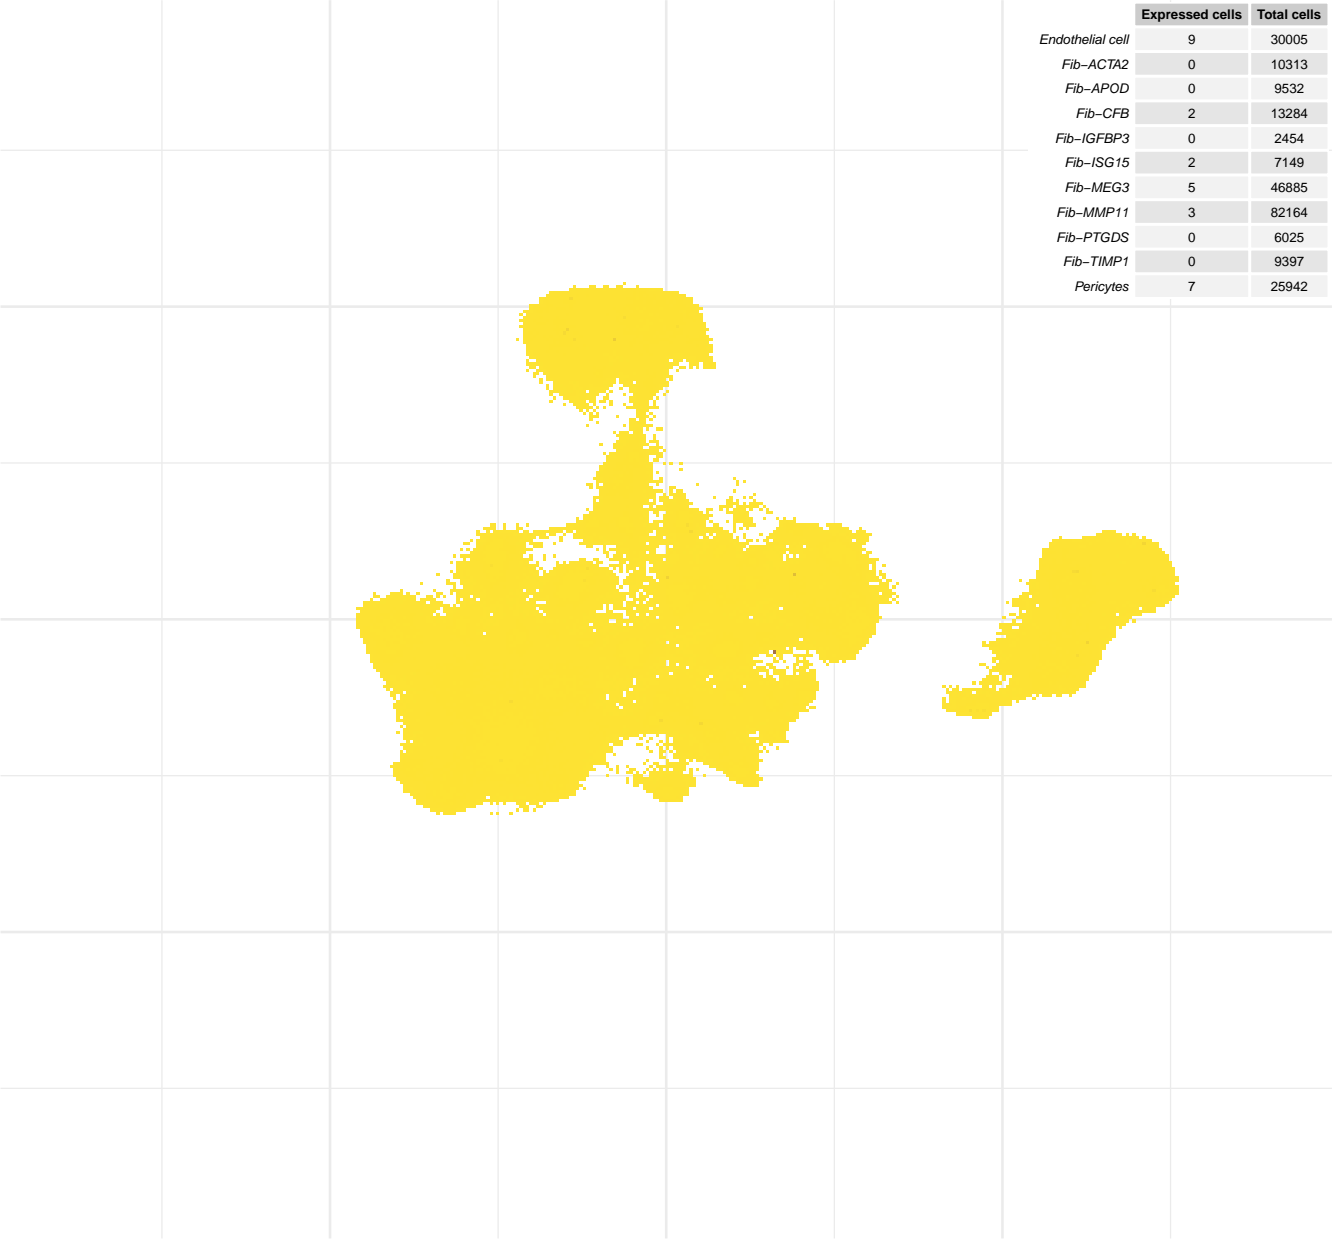 Expressed cells Total cells
Endothelial cell 9 30005
Fib−ACTA2 0 10313
Fib−APOD 0 9532
Fib−CFB 2 13284
Fib−IGFBP3 0 2454
Fib−ISG15 2 7149
Fib−MEG3 5 46885
Fib−MMP11 3 82164
Fib−PTGDS 0 6025
Fib−TIMP1 0 9397
Pericytes 7 25942